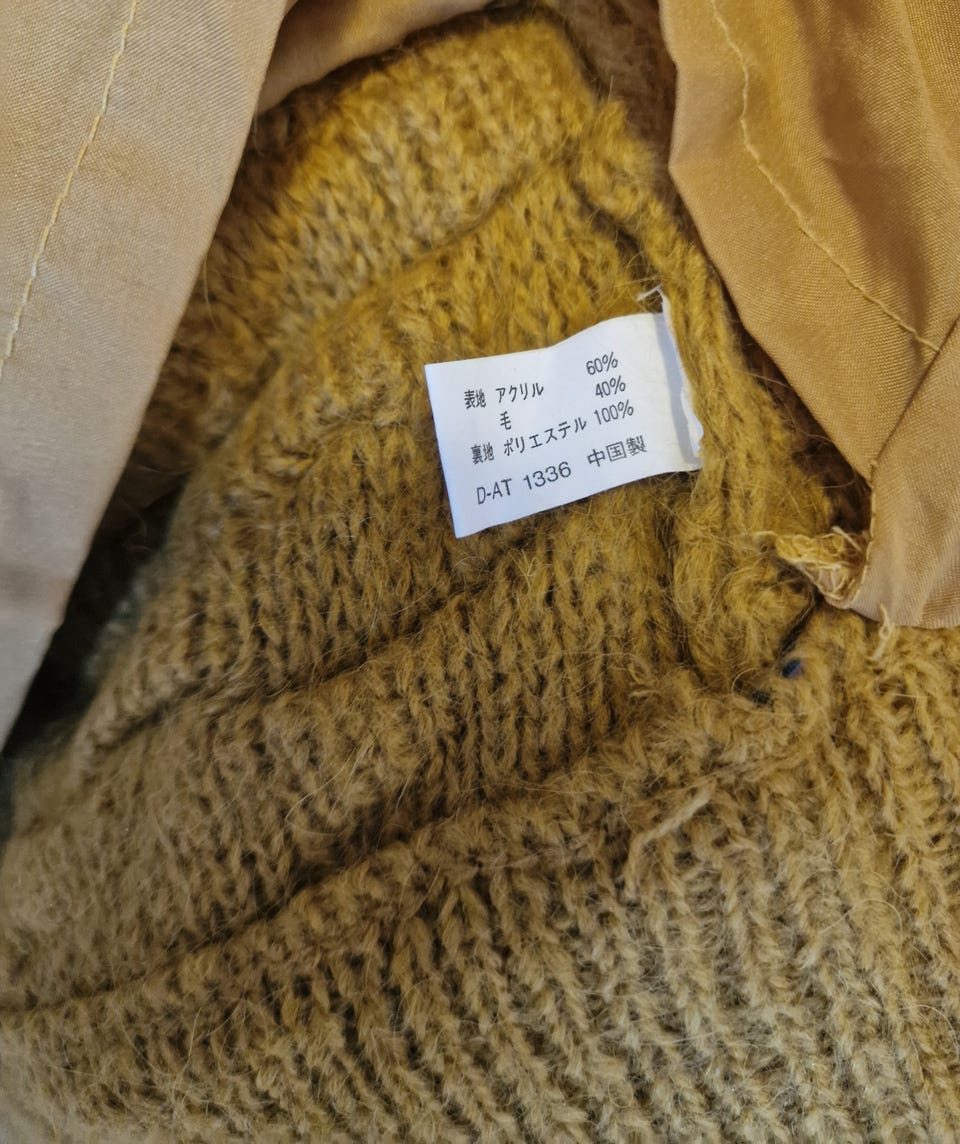 表地 アクリル 60%
毛 40%
裏地 ポリエステル 100%
D-AT 1336 中国製